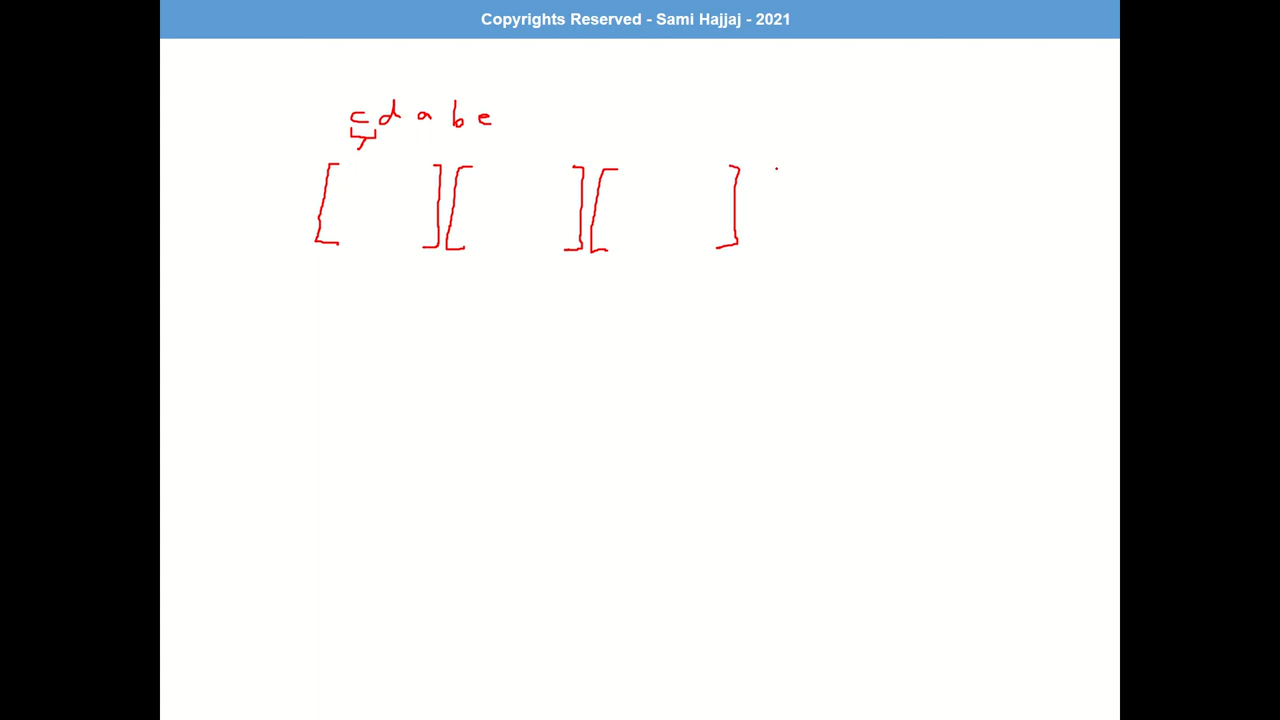 Copyrights Reserved - Sami Hajjaj - 2021
c d a b e
[ ] [ ] [ ]